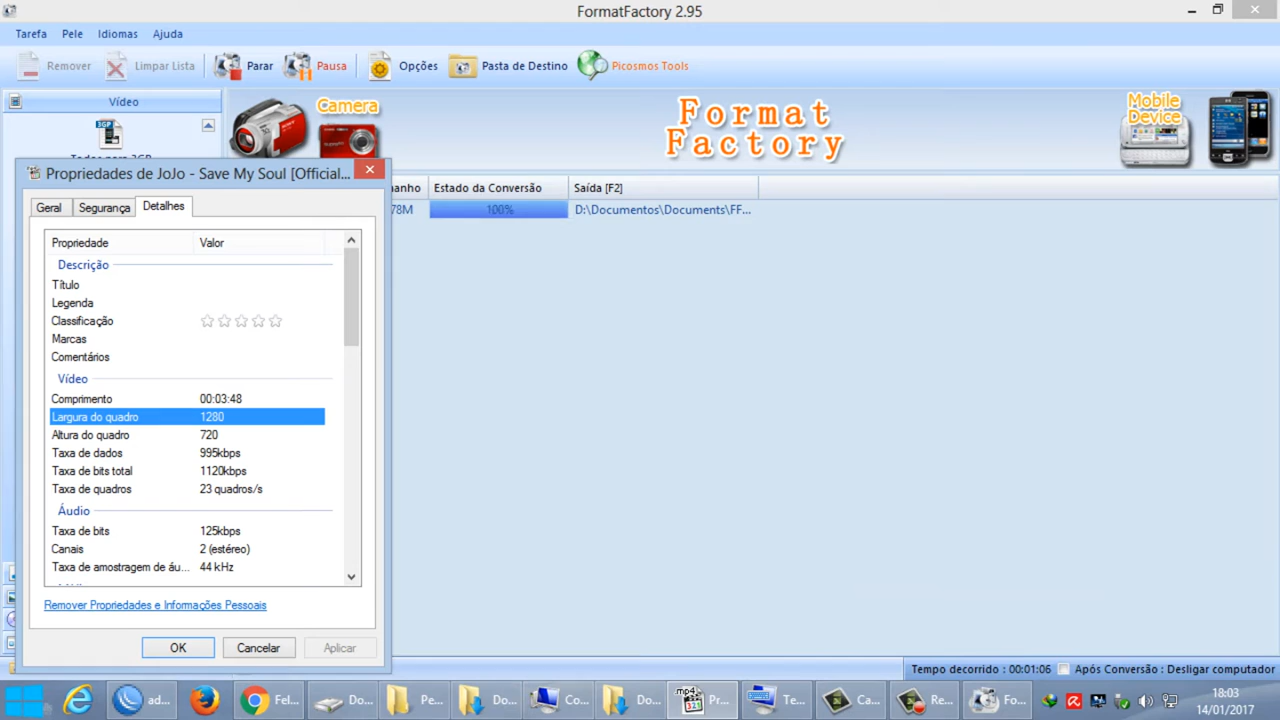 FormatFactory 2.95
Tarefa Pele Idiomas Ajuda
Remover Limpar Lista Parar Pausa Opções Pasta de Destino Picosmos Tools
Vídeo
3GP
Camera
Format
Factory
Mobile
Device
Propriedades de JoJo - Save My Soul [Official...
anho Estado da Conversão Saída [F2]
78M 100% D:\Documentos\Documents\FF...
Geral Segurança Detalhes
Propriedade Valor
Descrição
Título
Legenda
Classificação
Marcas
Comentários
Vídeo
Comprimento 00:03:48
Largura do quadro 1280
Altura do quadro 720
Taxa de dados 995kbps
Taxa de bits total 1120kbps
Taxa de quadros 23 quadros/s
Áudio
Taxa de bits 125kbps
Canais 2 (estéreo)
Taxa de amostragem de áu... 44 kHz
Remover Propriedades e Informações Pessoais
OK Cancelar Aplicar
Tempo decorrido : 00:01:06 Após Conversão : Desligar computador
ad... Fel... Do... Pe... Do... Co... Do... mp4 321 Pr... Te... Ca... Re... Fo...
18:03
14/01/2017